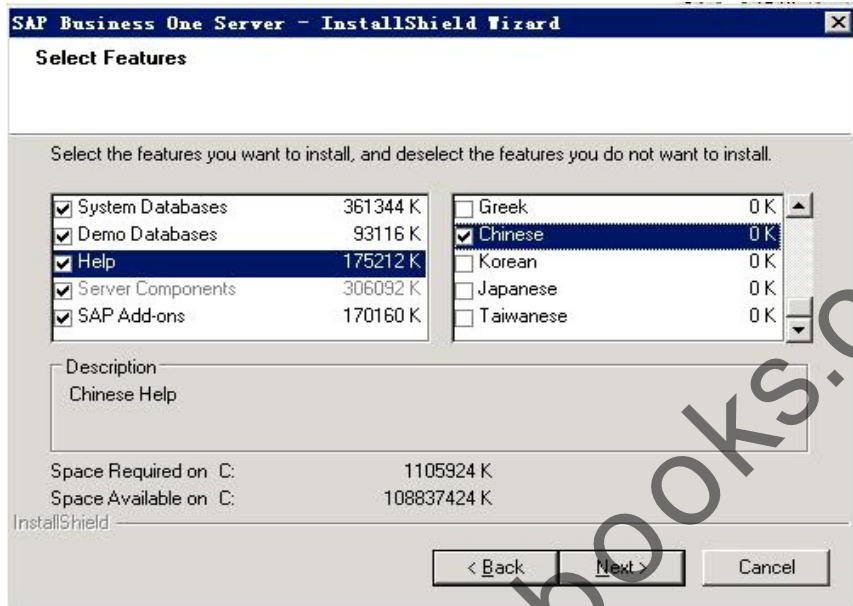 SAP Business One Server - InstallShield Wizard
Select Features
Select the features you want to install, and deselect the features you do not want to install.
System Databases 361344 K
Demo Databases 93116 K
Help 175212 K
Server Components 306092 K
SAP Add-ons 170160 K
Greek 0 K
Chinese 0 K
Korean 0 K
Japanese 0 K
Taiwanese 0 K
Description
Chinese Help
Space Required on C: 1105924 K
Space Available on C: 108837424 K
InstallShield
< Back
Next >
Cancel
ooks.